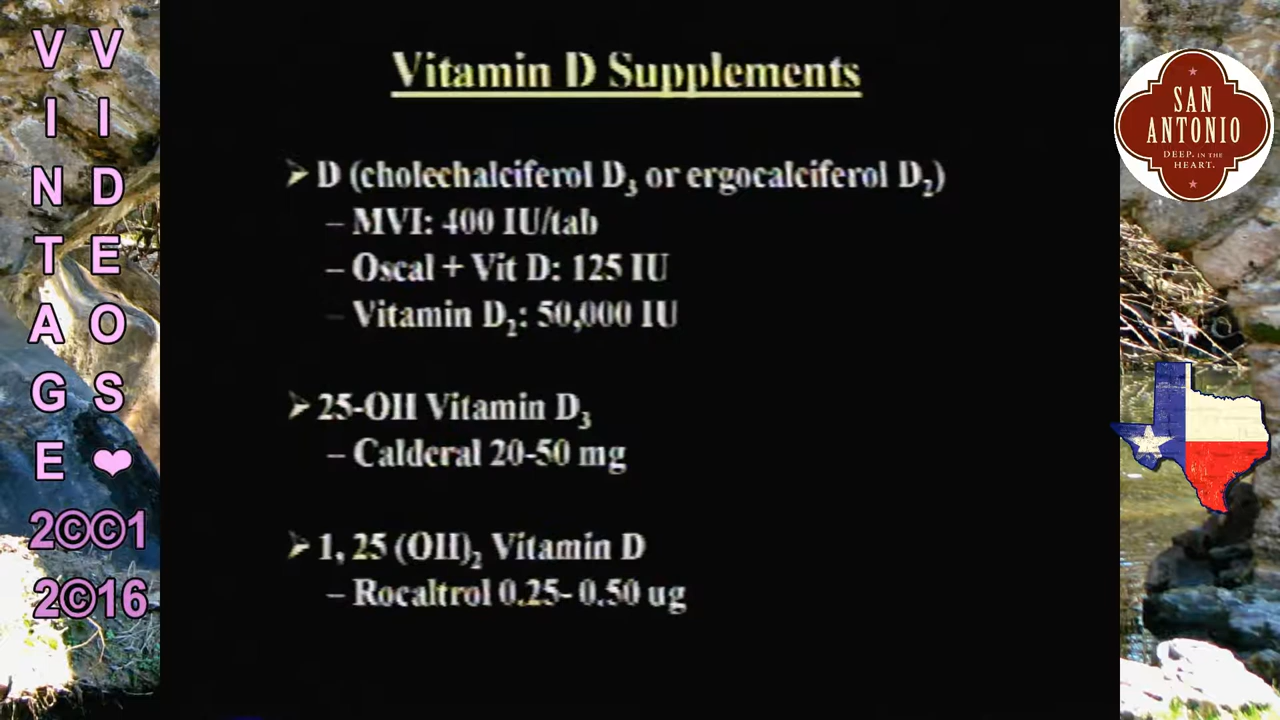 VINTAGE
VIDEOS❤
2©©1
2©16
Vitamin D Supplements
➢ D (cholechalciferol D₃ or ergocalciferol D₂)
– MVI: 400 IU/tab
– Oscal + Vit D: 125 IU
– Vitamin D₂: 50,000 IU
➢ 25-OH Vitamin D₃
– Calderal 20-50 mg
➢ 1, 25 (OH)₂ Vitamin D
– Rocaltrol 0.25- 0.50 ug
SAN
ANTONIO
DEEP. IN THE
HEART.